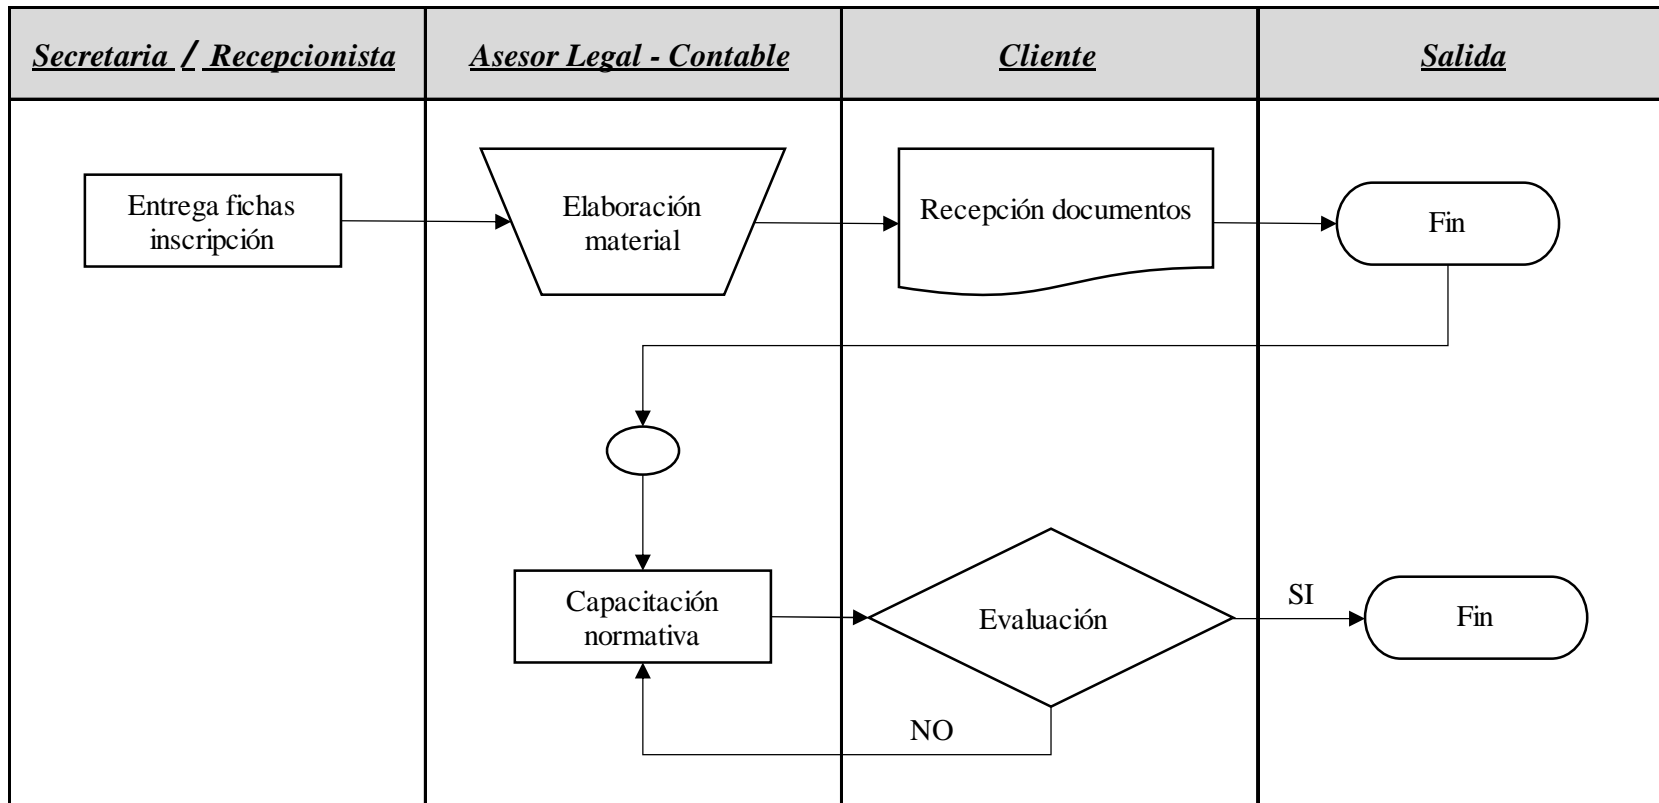 Secretaria / Recepcionista
Asesor Legal - Contable
Cliente
Salida
Entrega fichas
inscripción
Elaboración
material
Recepción documentos
Fin
Capacitación
normativa
Evaluación
SI
Fin
NO